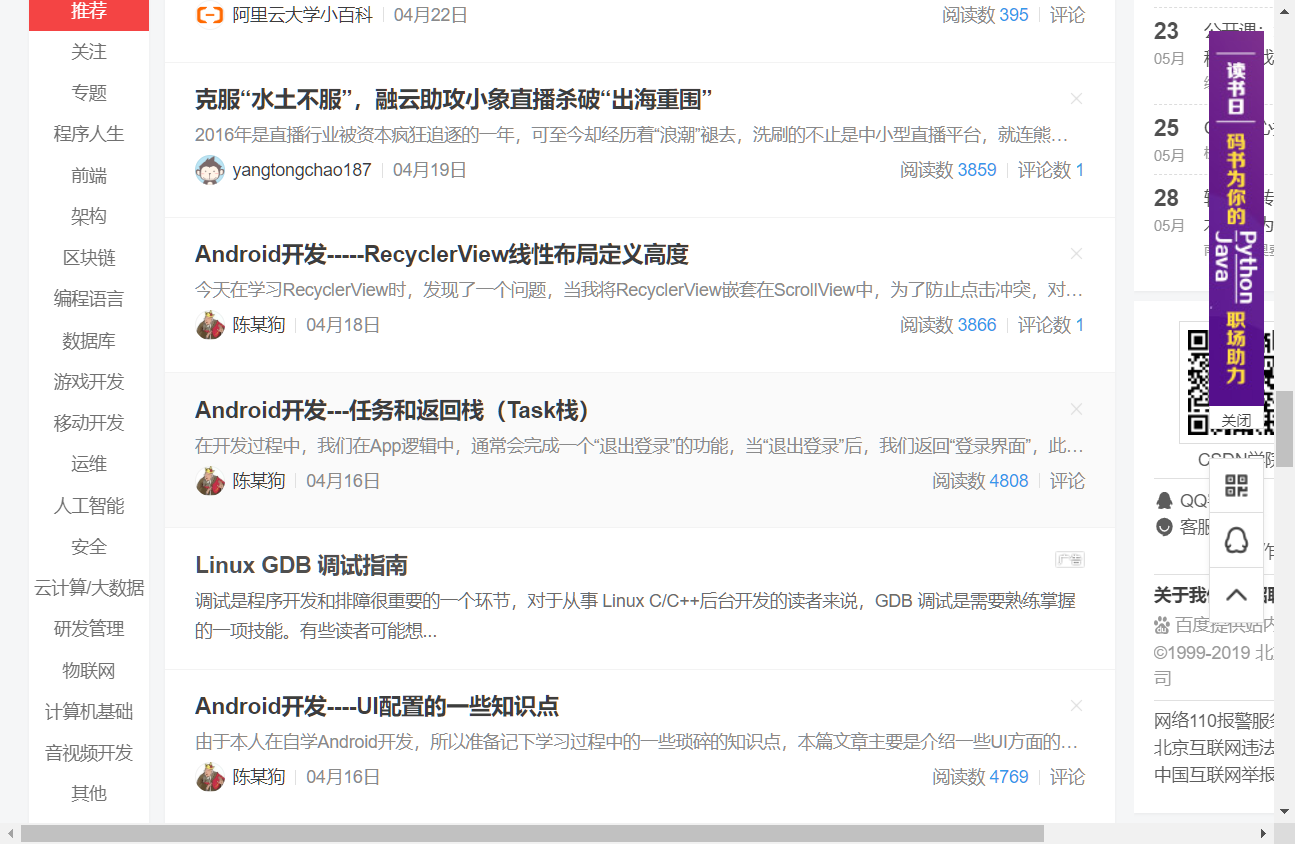 推荐
关注
专题
程序人生
前端
架构
区块链
编程语言
数据库
游戏开发
移动开发
运维
人工智能
安全
云计算/大数据
研发管理
物联网
计算机基础
音视频开发
其他
阿里云大学小百科 04月22日 阅读数 395 评论
克服“水土不服”，融云助攻小象直播杀破“出海重围”
2016年是直播行业被资本疯狂追逐的一年，可至今却经历着“浪潮”褪去，洗刷的不止是中小型直播平台，就连熊…
yangtongchao187 04月19日 阅读数 3859 评论数 1
Android开发-----RecyclerView线性布局定义高度
今天在学习RecyclerView时，发现了一个问题，当我将RecyclerView嵌套在ScrollView中，为了防止点击冲突，对…
陈某狗 04月18日 阅读数 3866 评论数 1
Android开发---任务和返回栈（Task栈）
在开发过程中，我们在App逻辑中，通常会完成一个“退出登录”的功能，当“退出登录”后，我们返回“登录界面”，此…
陈某狗 04月16日 阅读数 4808 评论
Linux GDB 调试指南
广告
调试是程序开发和排障很重要的一个环节，对于从事 Linux C/C++后台开发的读者来说，GDB 调试是需要熟练掌握
的一项技能。有些读者可能想...
Android开发----UI配置的一些知识点
由于本人在自学Android开发，所以准备记下学习过程中的一些琐碎的知识点，本篇文章主要是介绍一些UI方面的…
陈某狗 04月16日 阅读数 4769 评论
23 公开课：
05月
25
05月
28
05月
读书日
码书为你的
Python
Java
职场助力
关闭
CSDN学院
QQ
客服
关于我
百度提供站内
©1999-2019 北
司
网络110报警服务
北京互联网违法
中国互联网举报